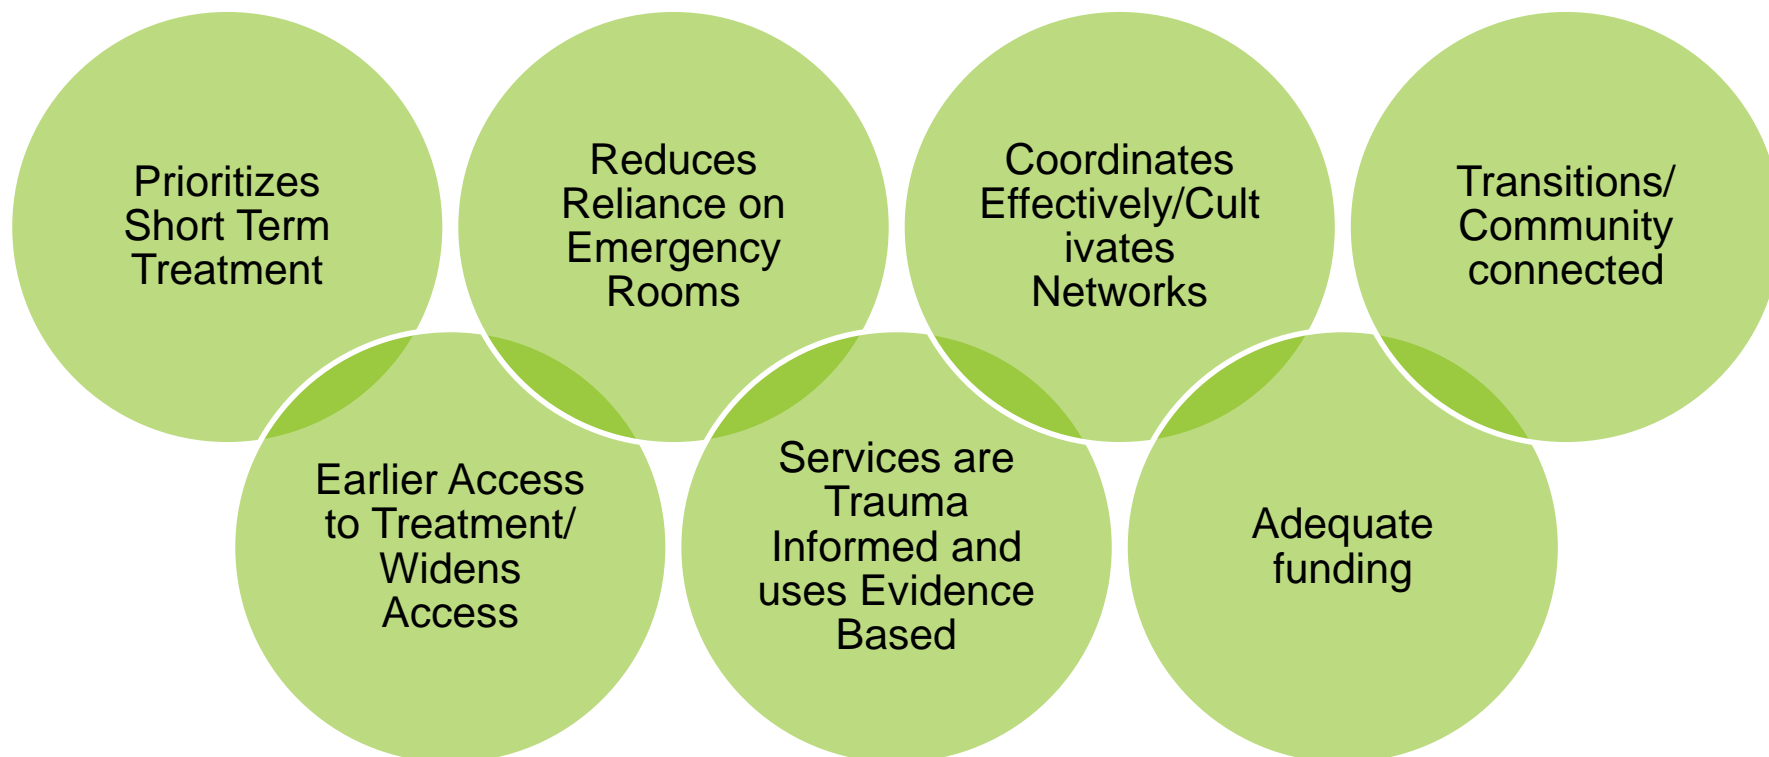 Prioritizes
Short Term
Treatment
Earlier Access
to Treatment/
Widens
Access
Reduces
Reliance on
Emergency
Rooms
Services are
Trauma
Informed and
uses Evidence
Based
Coordinates
Effectively/Cult
ivates
Networks
Adequate
funding
Transitions/
Community
connected